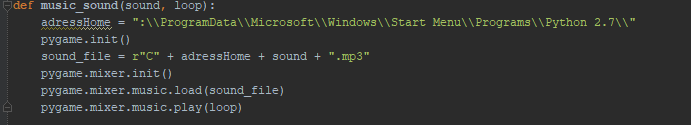 def music_sound(sound, loop):
    adressHome = ":\\ProgramData\\Microsoft\\Windows\\Start Menu\\Programs\\Python 2.7\\"
    pygame.init()
    sound_file = r"C" + adressHome + sound + ".mp3"
    pygame.mixer.init()
    pygame.mixer.music.load(sound_file)
    pygame.mixer.music.play(loop)